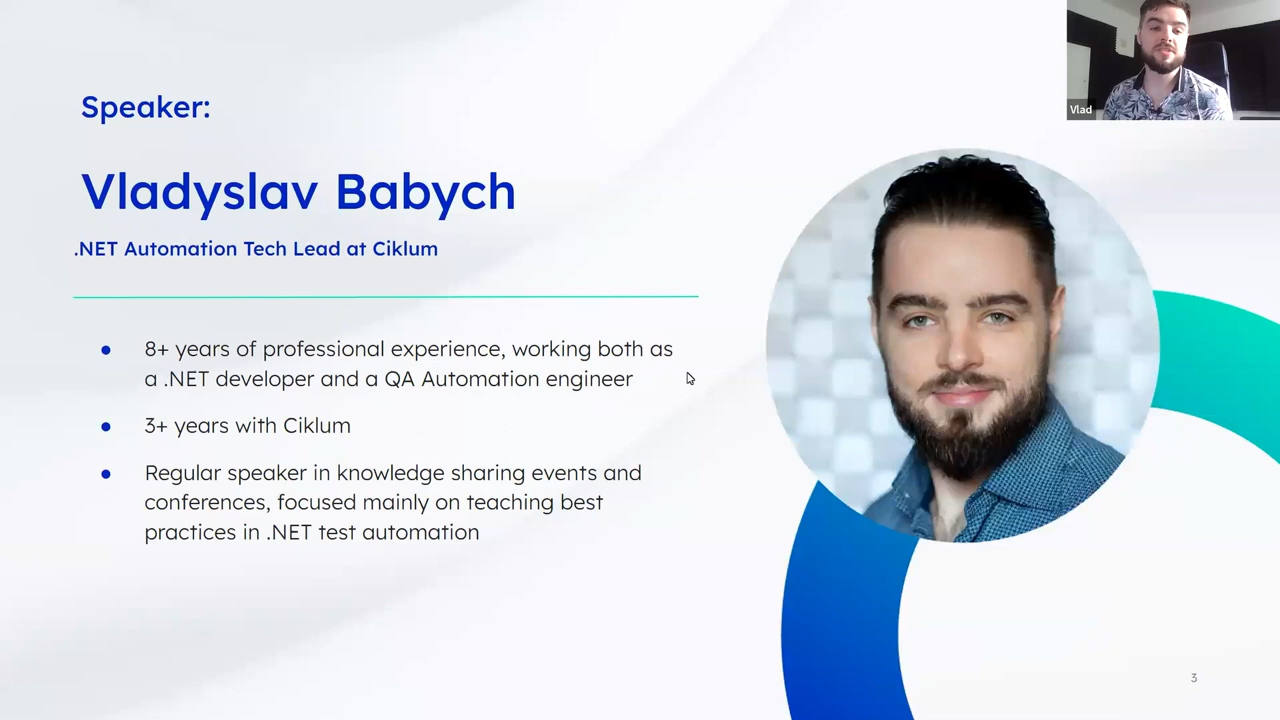 Speaker:
Vladyslav Babych
.NET Automation Tech Lead at Ciklum
● 8+ years of professional experience, working both as
a .NET developer and a QA Automation engineer
● 3+ years with Ciklum
● Regular speaker in knowledge sharing events and
conferences, focused mainly on teaching best
practices in .NET test automation
Vlad
3